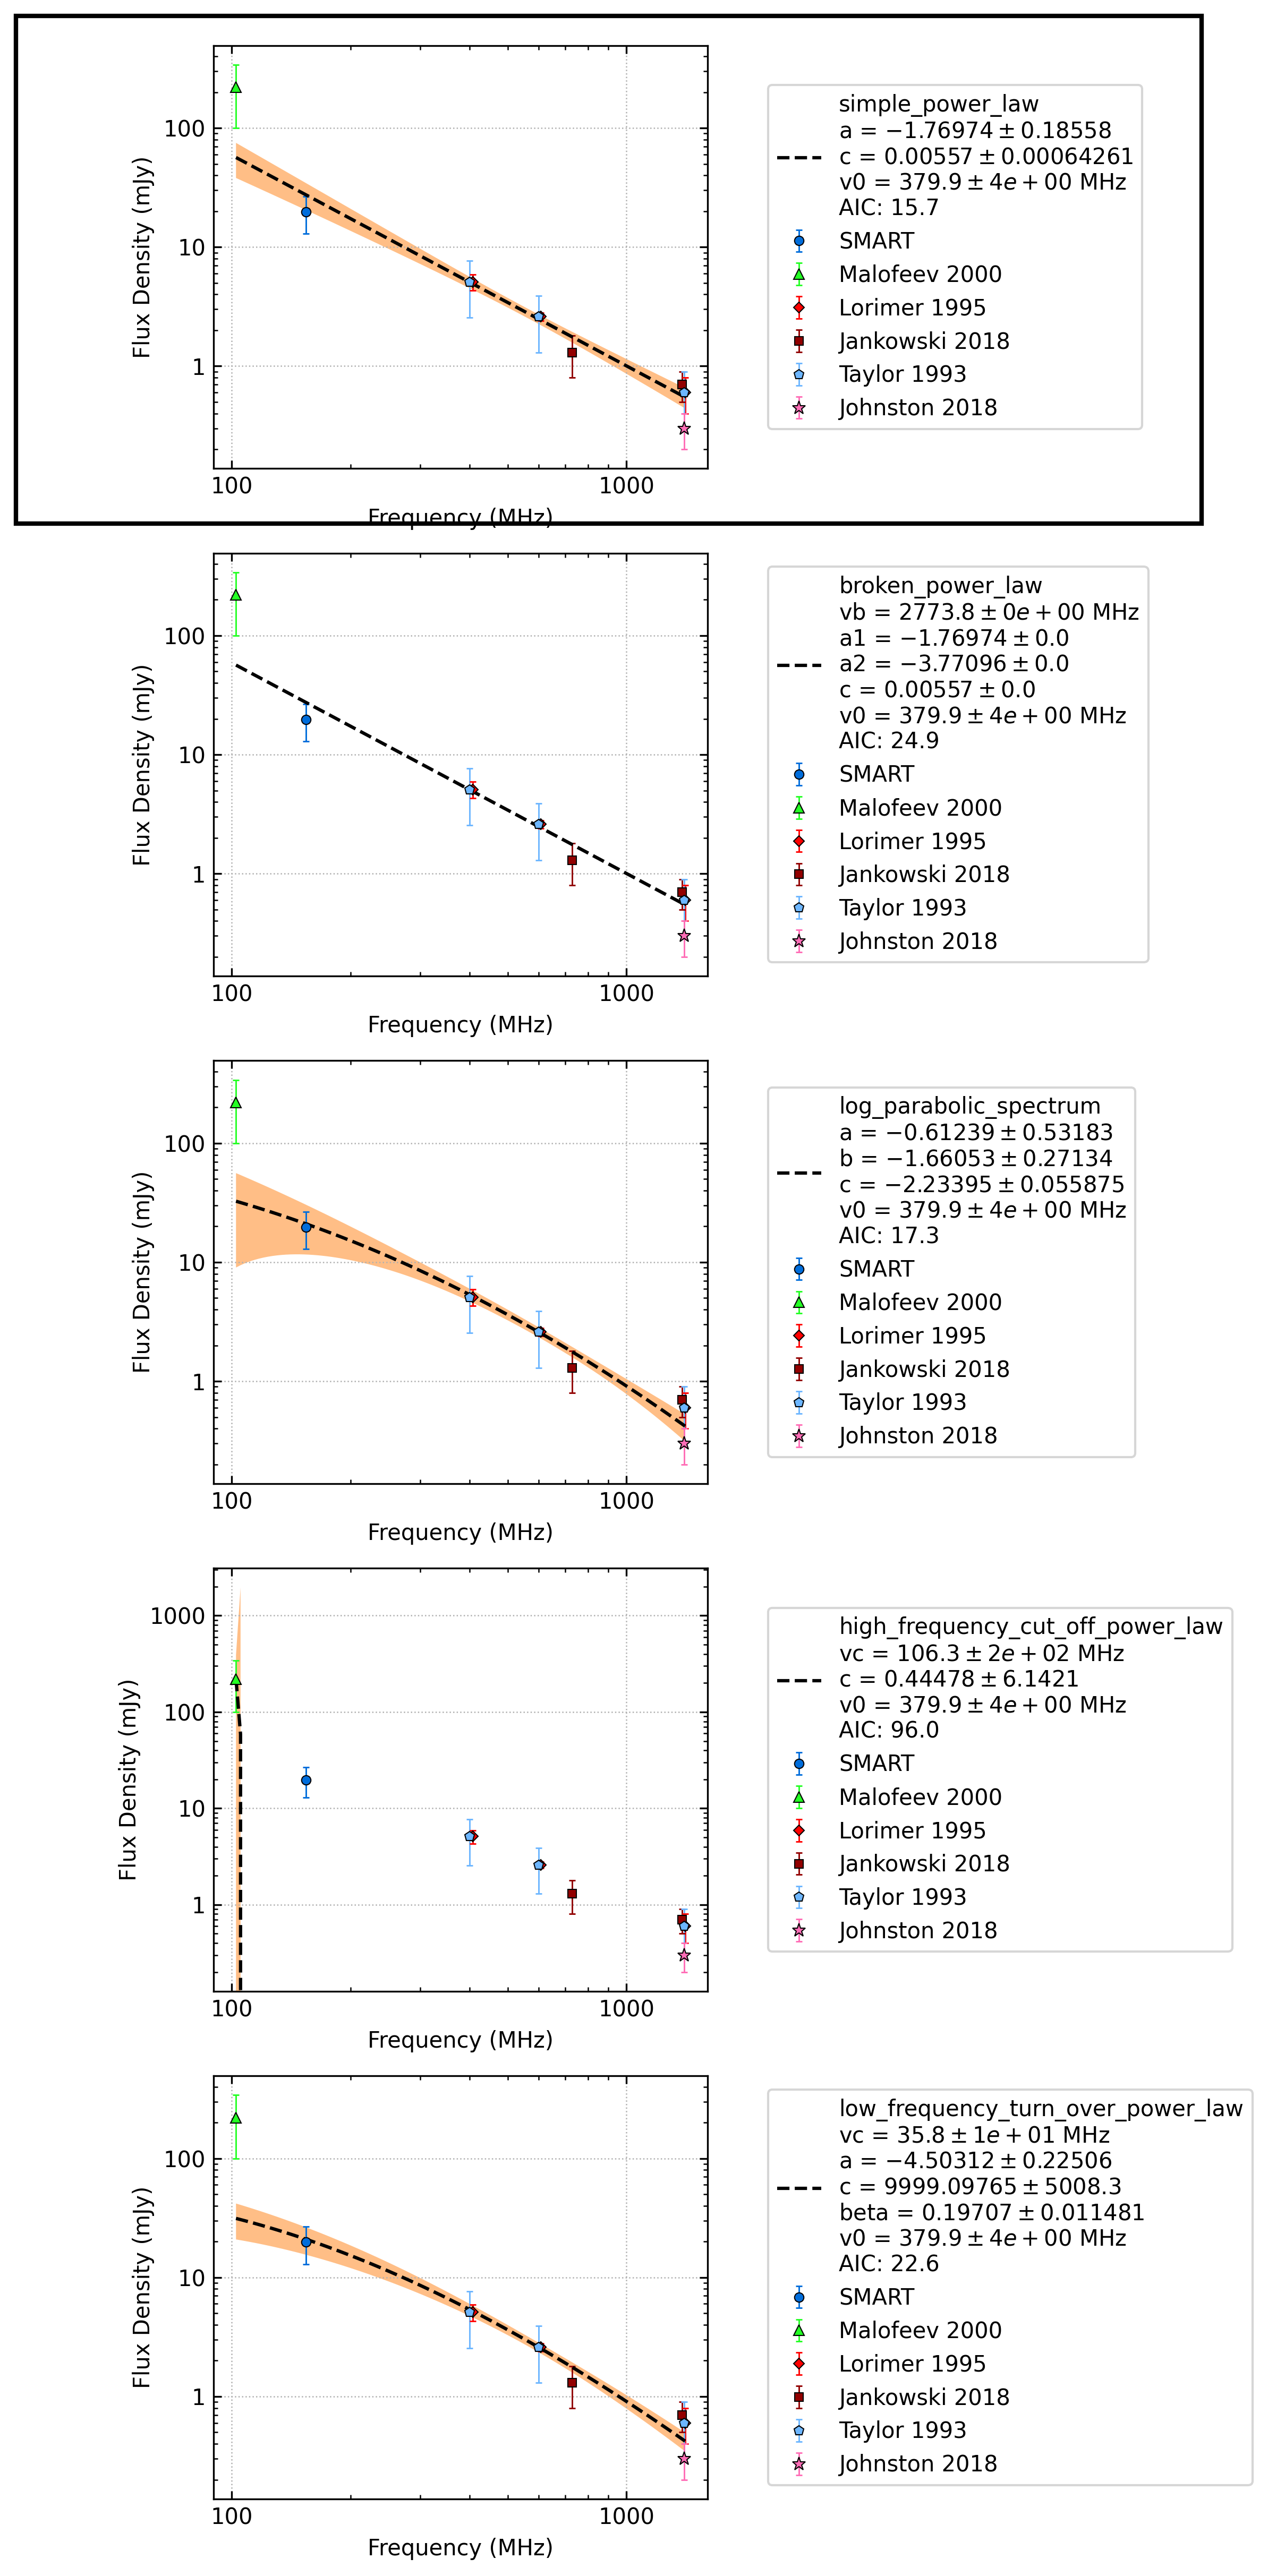 100
10
1
Flux Density (mJy)
100
1000
Frequency (MHz)
simple_power_law
a = −1.76974 ± 0.18558
c = 0.00557 ± 0.00064261
v0 = 379.9 ± 4e + 00 MHz
AIC: 15.7
SMART
Malofeev 2000
Lorimer 1995
Jankowski 2018
Taylor 1993
Johnston 2018
100
10
1
Flux Density (mJy)
100
1000
Frequency (MHz)
broken_power_law
vb = 2773.8 ± 0e + 00 MHz
a1 = −1.76974 ± 0.0
a2 = −3.77096 ± 0.0
c = 0.00557 ± 0.0
v0 = 379.9 ± 4e + 00 MHz
AIC: 24.9
SMART
Malofeev 2000
Lorimer 1995
Jankowski 2018
Taylor 1993
Johnston 2018
100
10
1
Flux Density (mJy)
100
1000
Frequency (MHz)
log_parabolic_spectrum
a = −0.61239 ± 0.53183
b = −1.66053 ± 0.27134
c = −2.23395 ± 0.055875
v0 = 379.9 ± 4e + 00 MHz
AIC: 17.3
SMART
Malofeev 2000
Lorimer 1995
Jankowski 2018
Taylor 1993
Johnston 2018
1000
100
10
1
Flux Density (mJy)
100
1000
Frequency (MHz)
high_frequency_cut_off_power_law
vc = 106.3 ± 2e + 02 MHz
c = 0.44478 ± 6.1421
v0 = 379.9 ± 4e + 00 MHz
AIC: 96.0
SMART
Malofeev 2000
Lorimer 1995
Jankowski 2018
Taylor 1993
Johnston 2018
100
10
1
Flux Density (mJy)
100
1000
Frequency (MHz)
low_frequency_turn_over_power_law
vc = 35.8 ± 1e + 01 MHz
a = −4.50312 ± 0.22506
c = 9999.09765 ± 5008.3
beta = 0.19707 ± 0.011481
v0 = 379.9 ± 4e + 00 MHz
AIC: 22.6
SMART
Malofeev 2000
Lorimer 1995
Jankowski 2018
Taylor 1993
Johnston 2018